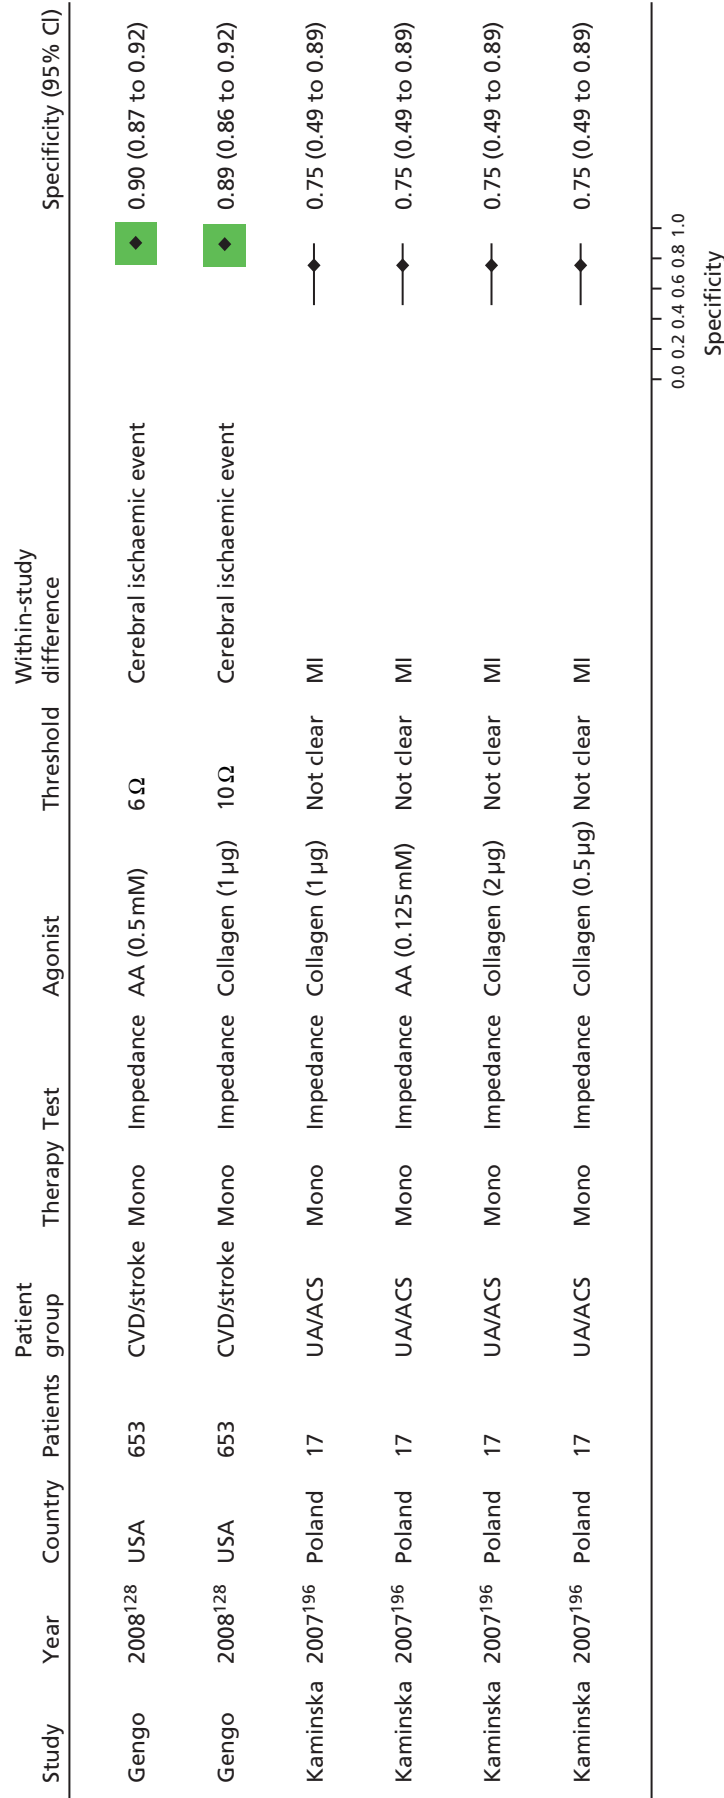 Study Year Country Patients Patient group Therapy Test Agonist Threshold Within-study difference Specificity (95% CI)
Gengo 2008¹²⁸ USA 653 CVD/stroke Mono Impedance AA (0.5 mM) 6 Ω Cerebral ischaemic event 0.90 (0.87 to 0.92)
Gengo 2008¹²⁸ USA 653 CVD/stroke Mono Impedance Collagen (1 µg) 10 Ω Cerebral ischaemic event 0.89 (0.86 to 0.92)
Kaminska 2007¹⁹⁶ Poland 17 UA/ACS Mono Impedance Collagen (1 µg) Not clear MI 0.75 (0.49 to 0.89)
Kaminska 2007¹⁹⁶ Poland 17 UA/ACS Mono Impedance AA (0.125 mM) Not clear MI 0.75 (0.49 to 0.89)
Kaminska 2007¹⁹⁶ Poland 17 UA/ACS Mono Impedance Collagen (2 µg) Not clear MI 0.75 (0.49 to 0.89)
Kaminska 2007¹⁹⁶ Poland 17 UA/ACS Mono Impedance Collagen (0.5 µg) Not clear MI 0.75 (0.49 to 0.89)
0.0 0.2 0.4 0.6 0.8 1.0
Specificity